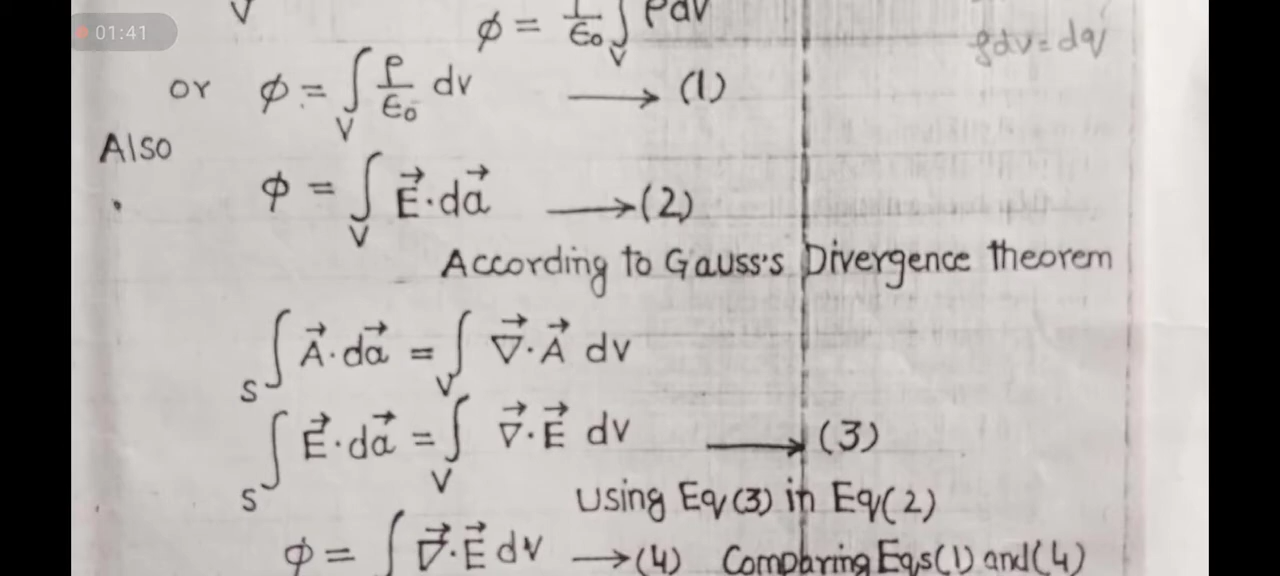 01:41
V
ϕ = 1/ε₀ ∫_V ρdv
ρdv = dq
or ϕ = ∫_V ρ/ε₀ dv ⟶ (1)
Also
ϕ = ∫_V E⃗·da⃗ ⟶ (2)
According to Gauss's Divergence theorem
∫_S A⃗·da⃗ = ∫_V ∇⃗·A⃗ dv
∫_S E⃗·da⃗ = ∫_V ∇⃗·E⃗ dv ⟶ (3)
Using Eq(3) in Eq(2)
ϕ = ∫ ∇⃗·E⃗ dv ⟶ (4) Comparing Eqs(1) and (4)